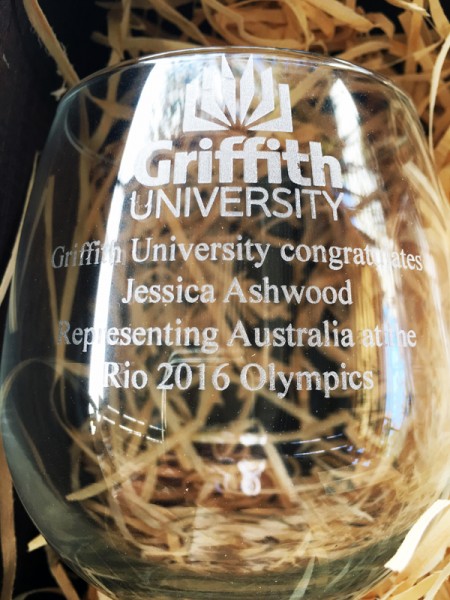 Griffith
UNIVERSITY
Griffith University congratulates
Jessica Ashwood
Representing Australia at the
Rio 2016 Olympics